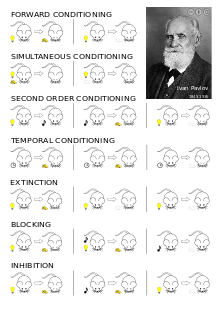 FORWARD CONDITIONING
SIMULTANEOUS CONDITIONING
SECOND ORDER CONDITIONING
Ivan Pavlov
TEMPORAL CONDITIONING
EXTINCTION
BLOCKING
INHIBITION